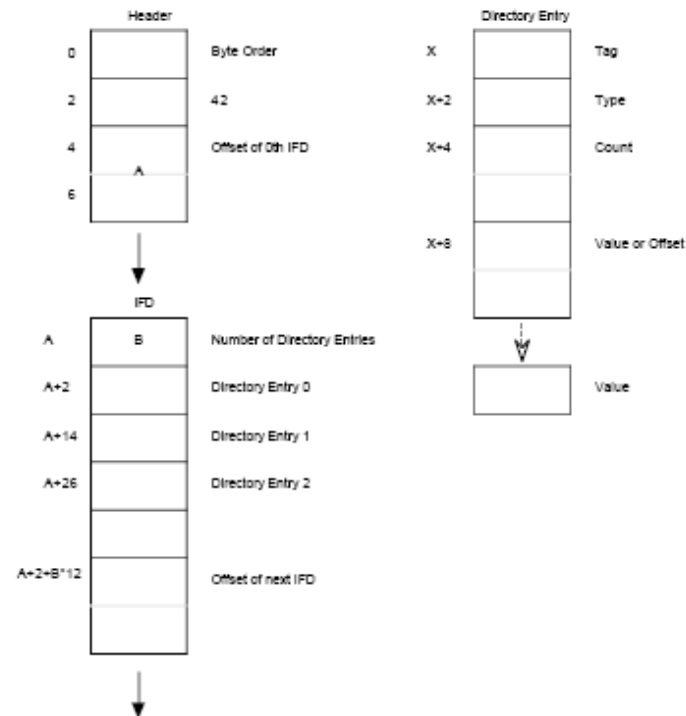 Header
0 Byte Order
2 42
4 Offset of 0th IFD
A
6
IFD
A B Number of Directory Entries
A+2 Directory Entry 0
A+14 Directory Entry 1
A+26 Directory Entry 2
A+2+B*12 Offset of next IFD
Directory Entry
X Tag
X+2 Type
X+4 Count
X+8 Value or Offset
Value